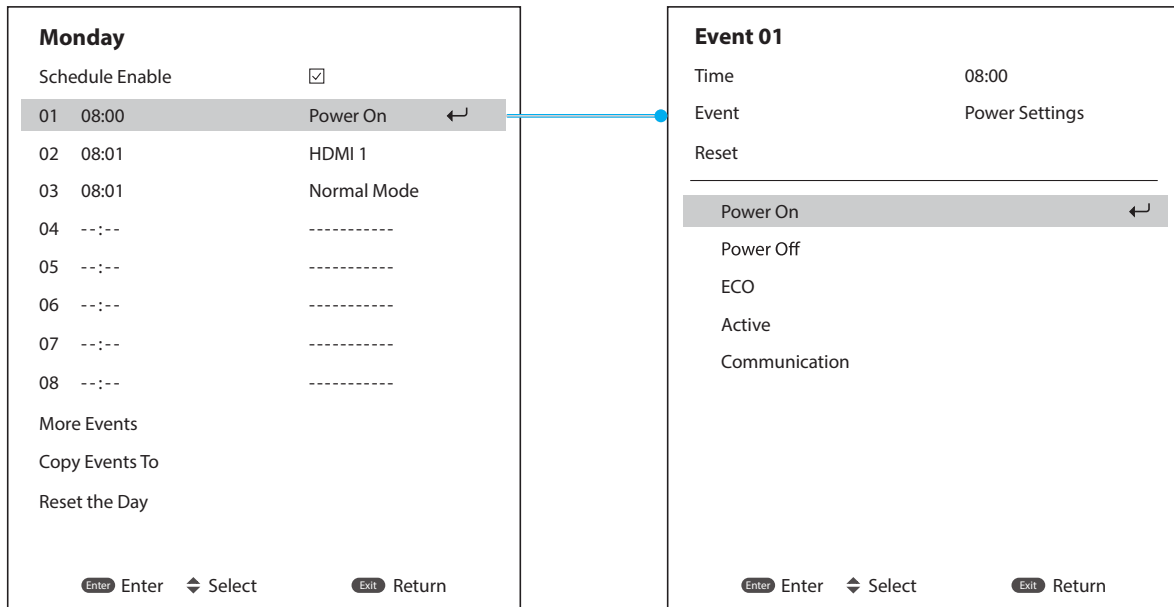 Monday
Schedule Enable
01 08:00 Power On
02 08:01 HDMI 1
03 08:01 Normal Mode
04 --:-- -----------
05 --:-- -----------
06 --:-- -----------
07 --:-- -----------
08 --:-- -----------
More Events
Copy Events To
Reset the Day
Enter Enter Select Exit Return
Event 01
Time 08:00
Event Power Settings
Reset
Power On
Power Off
ECO
Active
Communication
Enter Enter Select Exit Return